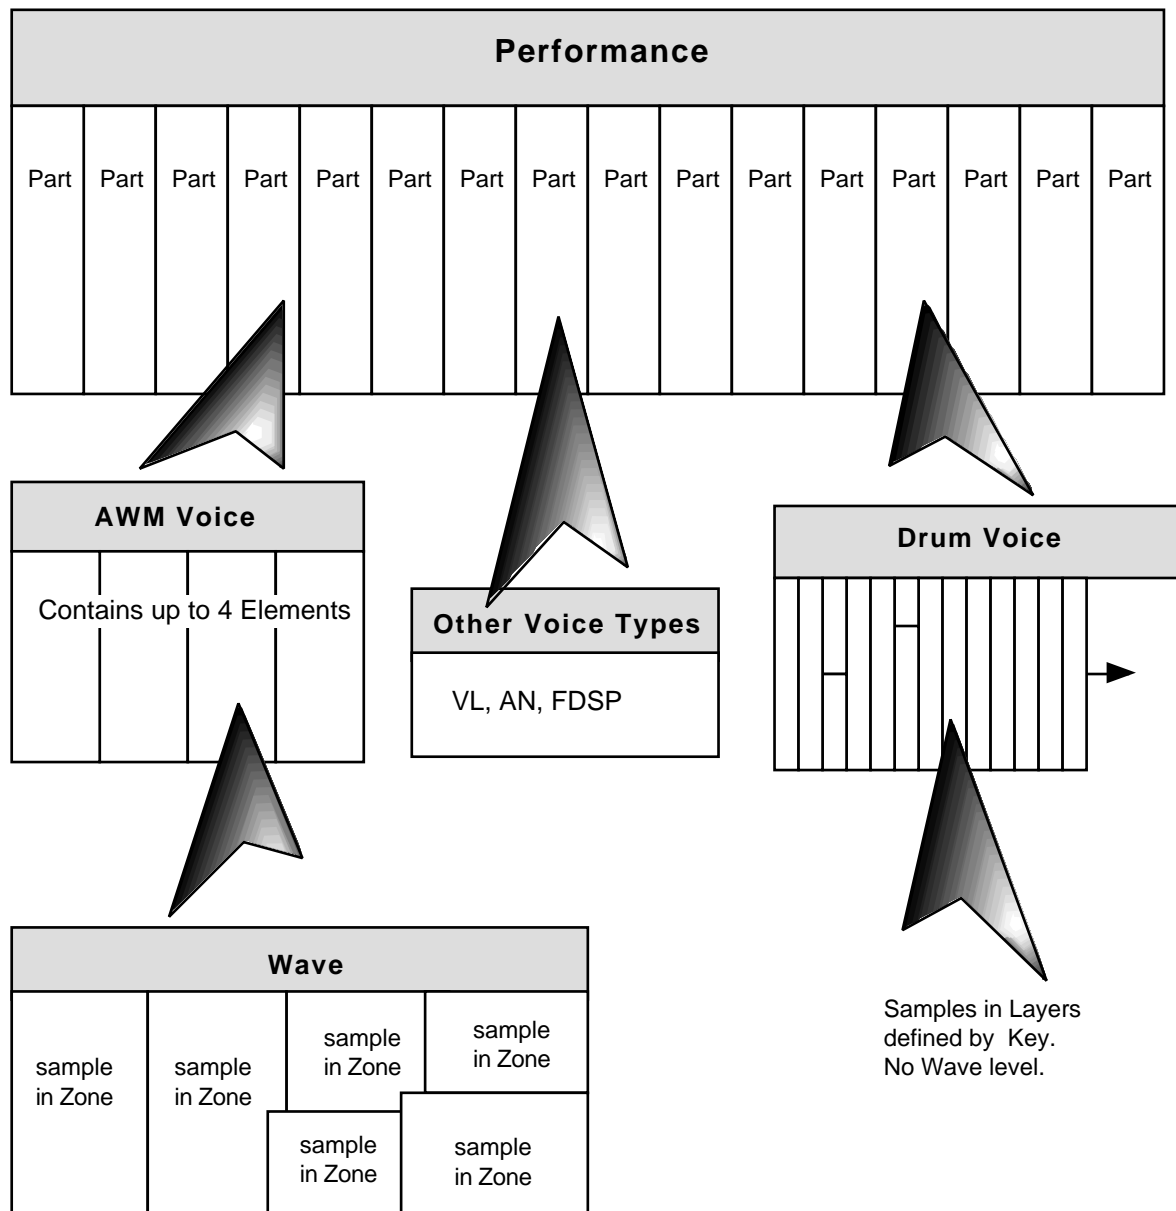 Performance
Part Part Part Part Part Part Part Part Part Part Part Part Part Part Part Part
AWM Voice
Contains up to 4 Elements
Other Voice Types
VL, AN, FDSP
Drum Voice
Wave
sample
in Zone
sample
in Zone
sample
in Zone
sample
in Zone
sample
in Zone
sample
in Zone
Samples in Layers
defined by Key.
No Wave level.